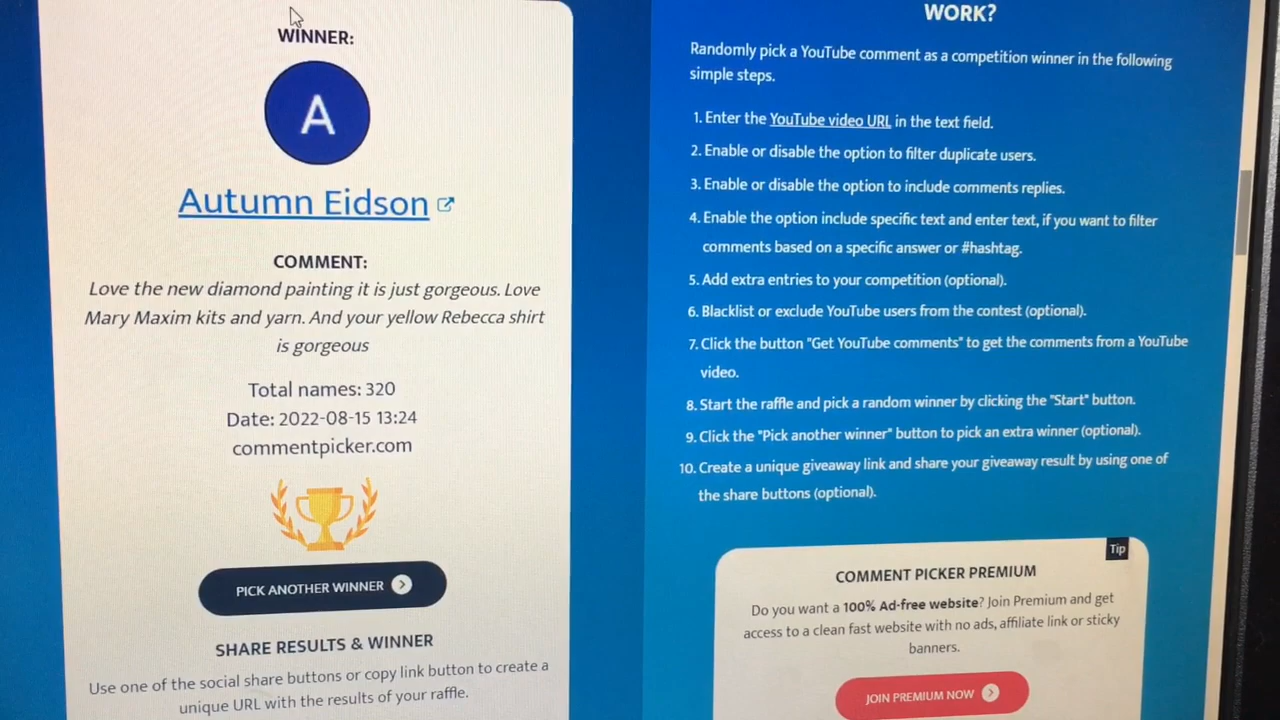 WINNER:
A
Autumn Eidson
COMMENT:
Love the new diamond painting it is just gorgeous. Love
Mary Maxim kits and yarn. And your yellow Rebecca shirt
is gorgeous
Total names: 320
Date: 2022-08-15 13:24
commentpicker.com
PICK ANOTHER WINNER
SHARE RESULTS & WINNER
Use one of the social share buttons or copy link button to create a
unique URL with the results of your raffle.
WORK?
Randomly pick a YouTube comment as a competition winner in the following
simple steps.
1. Enter the YouTube video URL in the text field.
2. Enable or disable the option to filter duplicate users.
3. Enable or disable the option to include comments replies.
4. Enable the option include specific text and enter text, if you want to filter
comments based on a specific answer or #hashtag.
5. Add extra entries to your competition (optional).
6. Blacklist or exclude YouTube users from the contest (optional).
7. Click the button "Get YouTube comments" to get the comments from a YouTube
video.
8. Start the raffle and pick a random winner by clicking the "Start" button.
9. Click the "Pick another winner" button to pick an extra winner (optional).
10. Create a unique giveaway link and share your giveaway result by using one of
the share buttons (optional).
Tip
COMMENT PICKER PREMIUM
Do you want a 100% Ad-free website? Join Premium and get
access to a clean fast website with no ads, affiliate link or sticky
banners.
JOIN PREMIUM NOW